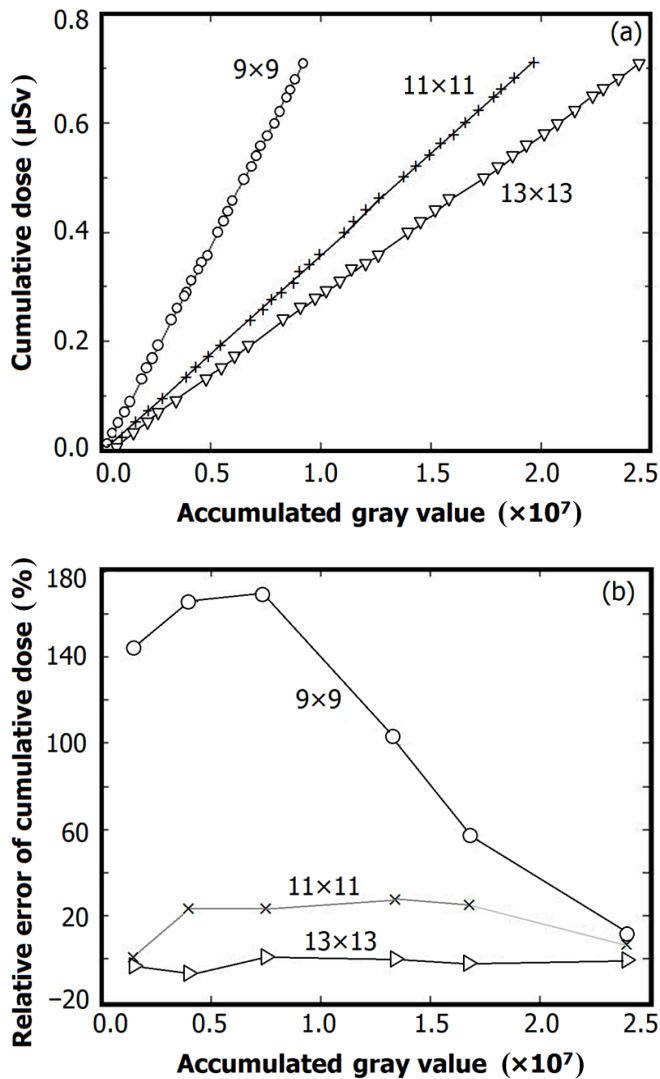 (a)
Cumulative dose (μSv)
0.8
0.6
0.4
0.2
0.0
9×9
11×11
13×13
0.0 0.5 1.0 1.5 2.0 2.5
Accumulated gray value (×10⁷)
(b)
Relative error of cumulative dose (%)
180
140
100
60
20
−20
9×9
11×11
13×13
0.0 0.5 1.0 1.5 2.0 2.5
Accumulated gray value (×10⁷)